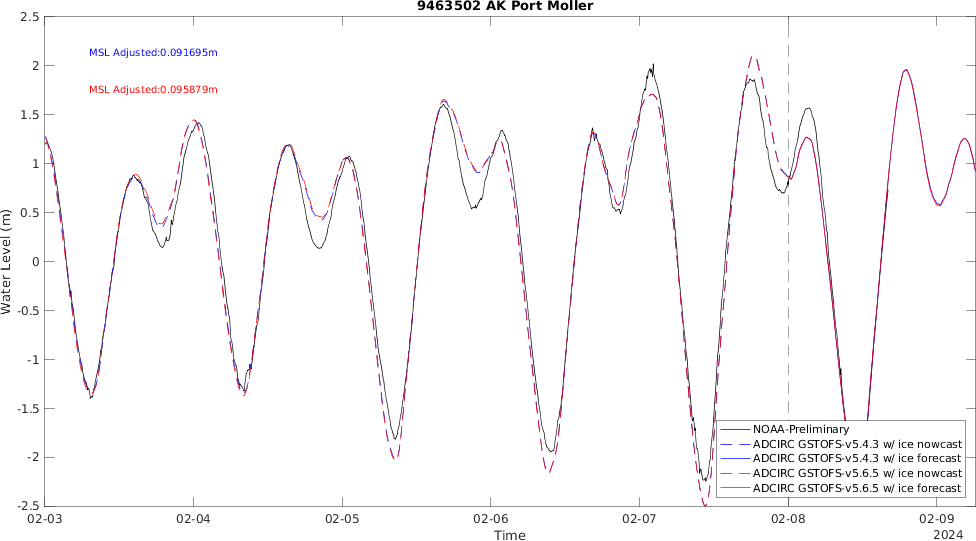 9463502 AK Port Moller
MSL Adjusted:0.091695m
MSL Adjusted:0.095879m
Water Level (m)
2.5
2
1.5
1
0.5
0
-0.5
-1
-1.5
-2
-2.5
NOAA-Preliminary
ADCIRC GSTOFS-v5.4.3 w/ ice nowcast
ADCIRC GSTOFS-v5.4.3 w/ ice forecast
ADCIRC GSTOFS-v5.6.5 w/ ice nowcast
ADCIRC GSTOFS-v5.6.5 w/ ice forecast
02-03 02-04 02-05 02-06 02-07 02-08 02-09
Time
2024